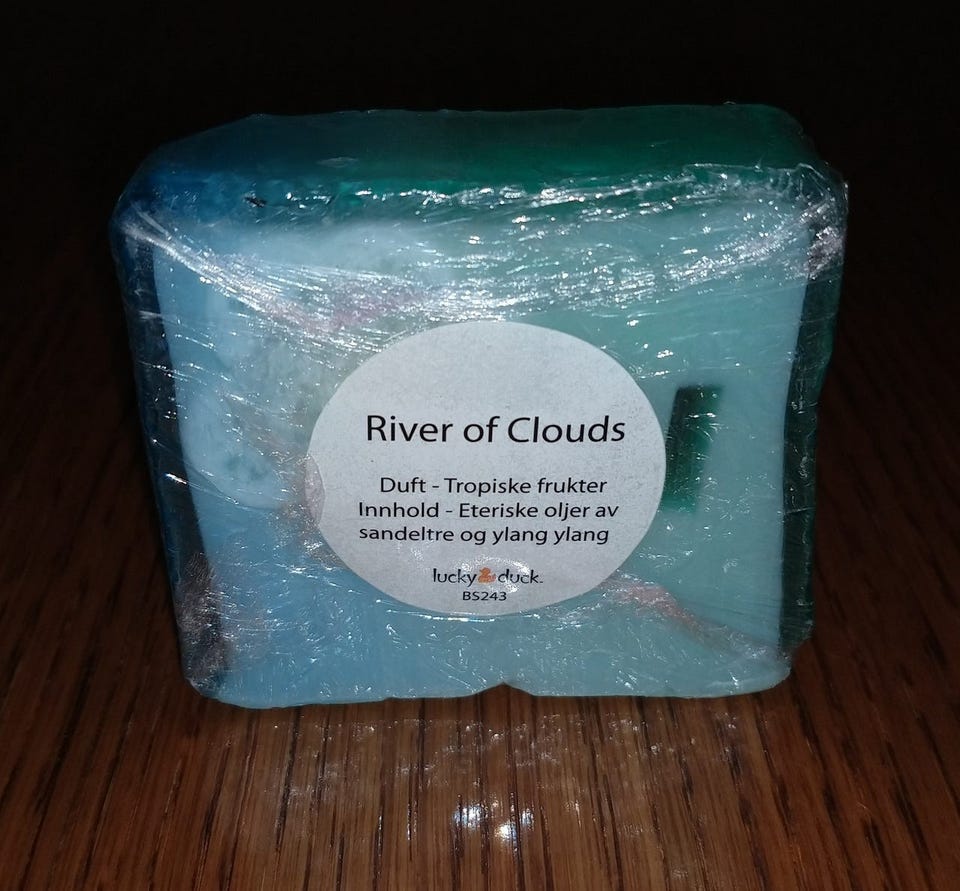 River of Clouds
Duft - Tropiske frukter
Innhold - Eteriske oljer av
sandeltre og ylang ylang
lucky duck
BS243